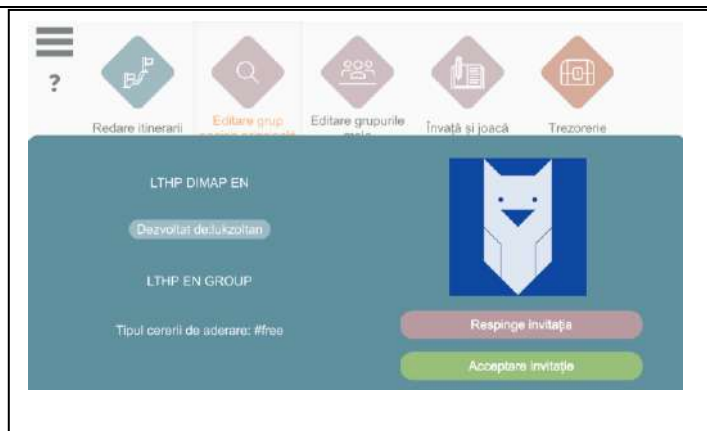 ?
Redare itinerarii
Editare grup
Editare grupurile
mele
Învață și joacă
Trezorerie
LTHP DIMAP EN
Dezvoltat de:lukzoltan
LTHP EN GROUP
Tipul cererii de aderare: #free
Respinge invitația
Acceptare invitație